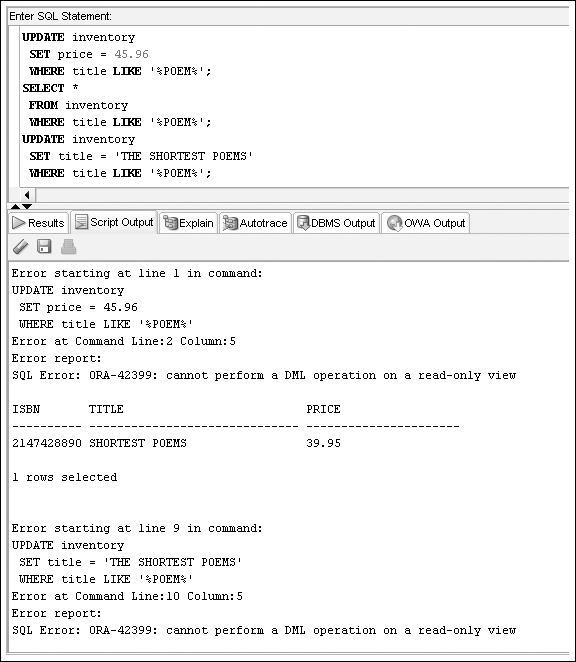 Enter SQL Statement:
UPDATE inventory
SET price = 45.96
WHERE title LIKE '%POEM%';
SELECT *
FROM inventory
WHERE title LIKE '%POEM%';
UPDATE inventory
SET title = 'THE SHORTEST POEMS'
WHERE title LIKE '%POEM%';
Results Script Output Explain Autotrace DBMS Output OWA Output
Error starting at line 1 in command:
UPDATE inventory
SET price = 45.96
WHERE title LIKE '%POEM%'
Error at Command Line:2 Column:5
Error report:
SQL Error: ORA-42399: cannot perform a DML operation on a read-only view
ISBN TITLE PRICE
---------- ------------------------------ ----------------------
2147428890 SHORTEST POEMS 39.95
1 rows selected
Error starting at line 9 in command:
UPDATE inventory
SET title = 'THE SHORTEST POEMS'
WHERE title LIKE '%POEM%'
Error at Command Line:10 Column:5
Error report:
SQL Error: ORA-42399: cannot perform a DML operation on a read-only view